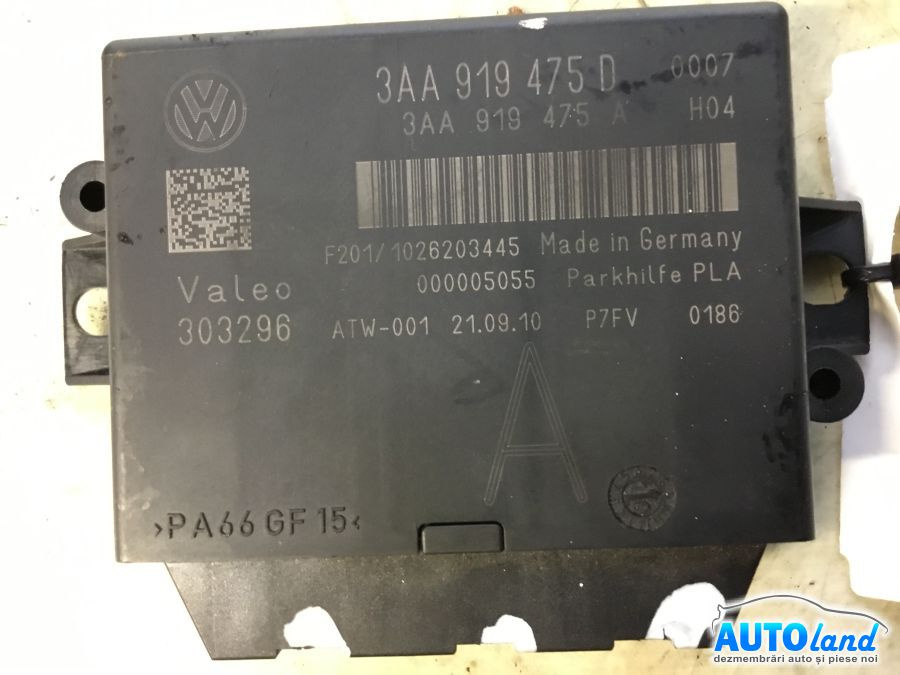 3AA 919 475 D 0007
3AA 919 475 A H04
F201/1026203445 Made in Germany
000005055 Parkhilfe PLA
Valeo
303296 ATW-001 21.09.10 P7FV 0186
A
>PA66 GF 15<
AUTOland
dezmembrări auto și piese noi